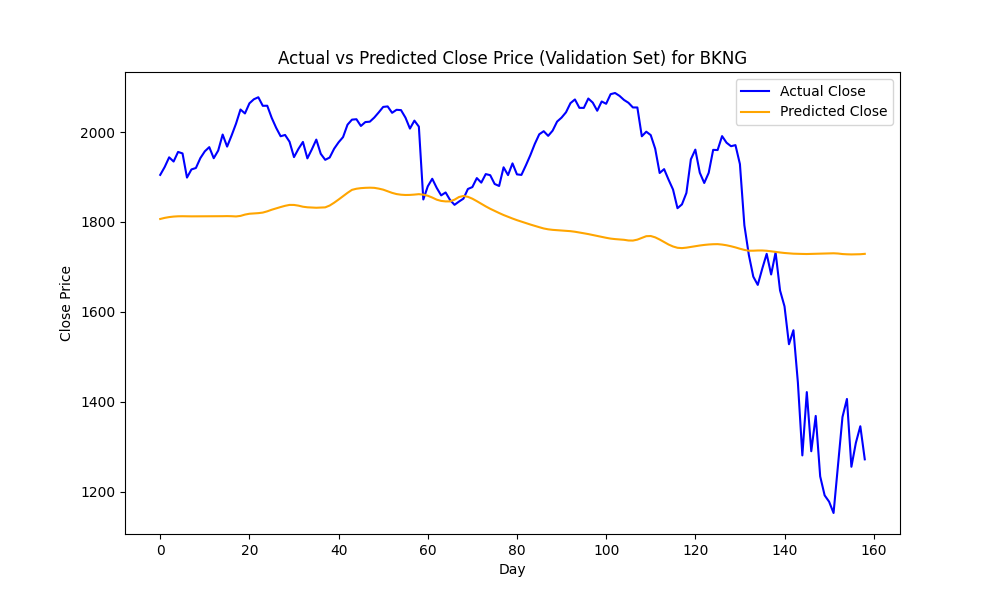 Actual vs Predicted Close Price (Validation Set) for BKNG
Actual Close
Predicted Close
Close Price
2000
1800
1600
1400
1200
0 20 40 60 80 100 120 140 160
Day